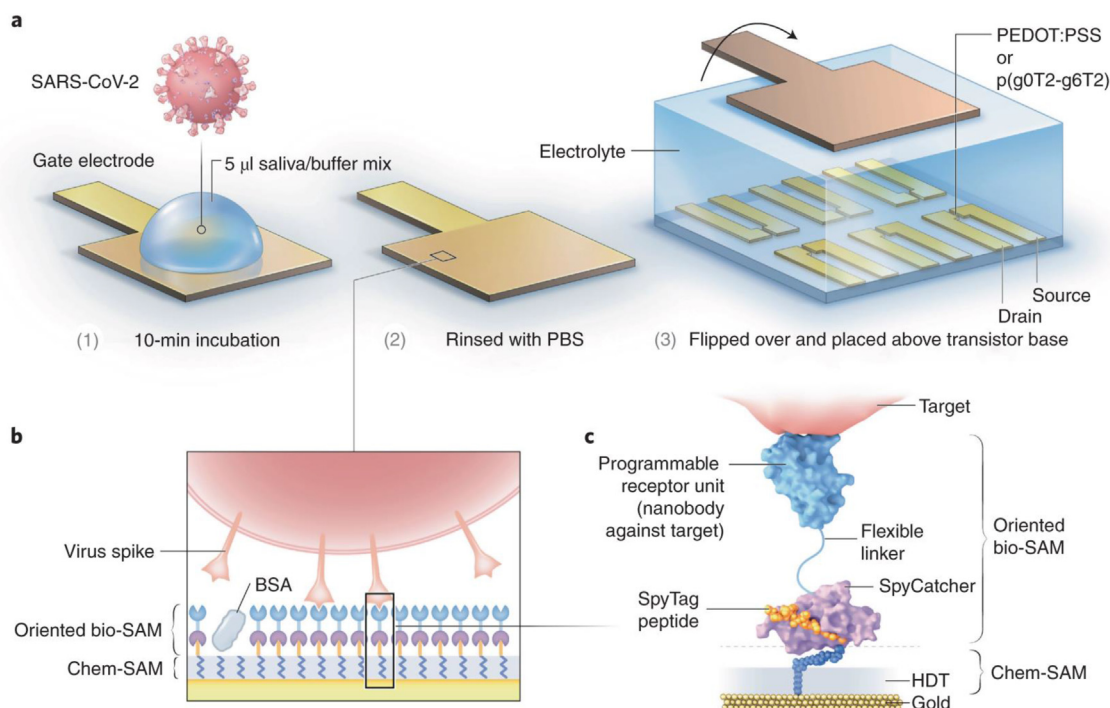 a
SARS-CoV-2
Gate electrode
5 µl saliva/buffer mix
(1) 10-min incubation
(2) Rinsed with PBS
PEDOT:PSS
or
p(g0T2-g6T2)
Electrolyte
Source
Drain
(3) Flipped over and placed above transistor base
b
Virus spike
BSA
Oriented bio-SAM
Chem-SAM
c
Target
Programmable
receptor unit
(nanobody
against target)
Flexible
linker
Oriented
bio-SAM
SpyCatcher
SpyTag
peptide
HDT
Chem-SAM
Gold